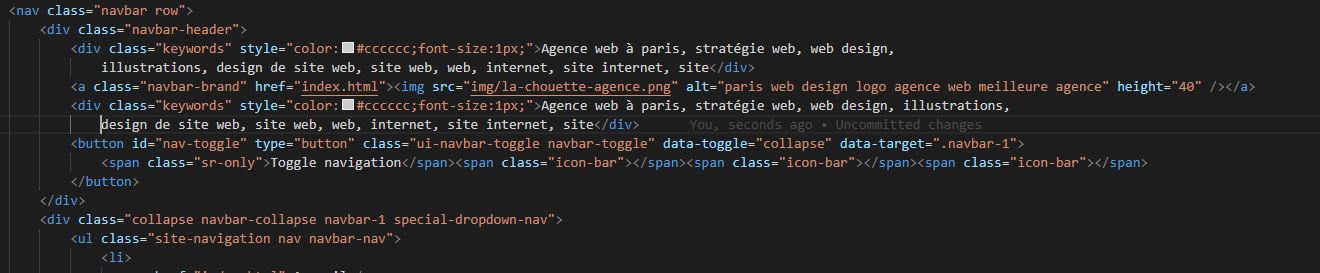 <nav class="navbar row">
<div class="navbar-header">
<div class="keywords" style="color:#cccccc;font-size:1px;">Agence web à paris, stratégie web, web design,
illustrations, design de site web, site web, web, internet, site internet, site</div>
<a class="navbar-brand" href="index.html"><img src="img/la-chouette-agence.png" alt="paris web design logo agence web meilleure agence" height="40" /></a>
<div class="keywords" style="color:#cccccc;font-size:1px;">Agence web à paris, stratégie web, web design, illustrations,
design de site web, site web, web, internet, site internet, site</div> You, seconds ago • Uncommitted changes
<button id="nav-toggle" type="button" class="ui-navbar-toggle navbar-toggle" data-toggle="collapse" data-target=".navbar-1">
<span class="sr-only">Toggle navigation</span><span class="icon-bar"></span><span class="icon-bar"></span><span class="icon-bar"></span>
</button>
</div>
<div class="collapse navbar-collapse navbar-1 special-dropdown-nav">
<ul class="site-navigation nav navbar-nav">
<li>